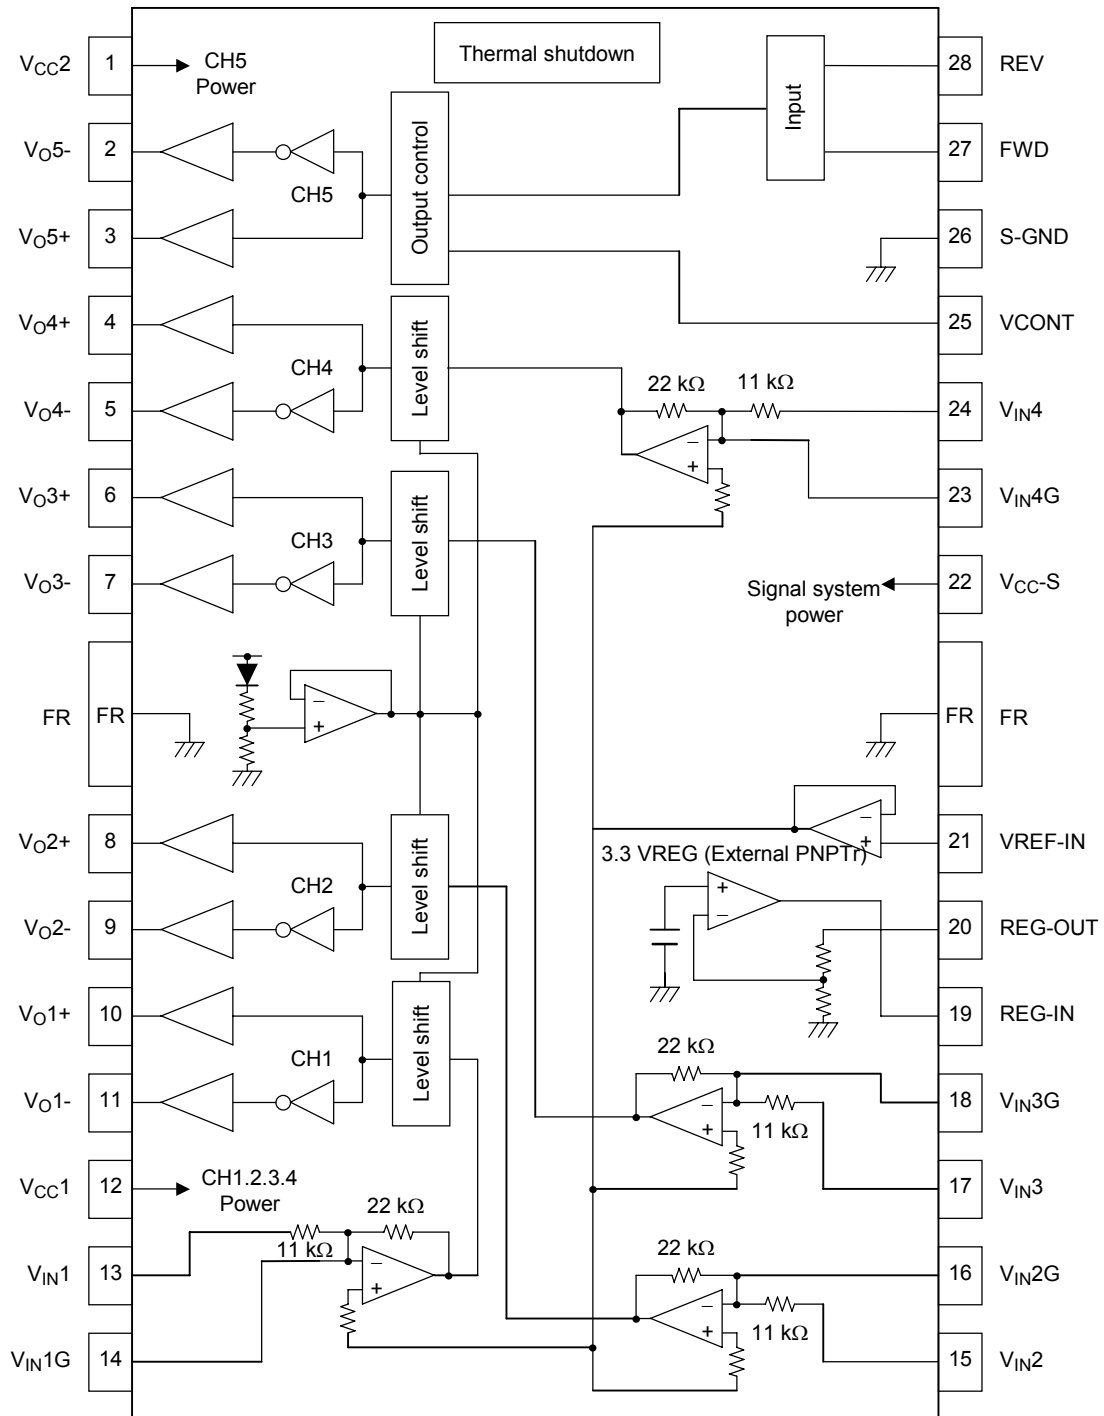 Thermal shutdown
VCC2 1
CH5
Power
28 REV
Input
VO5- 2
27 FWD
CH5
Output control
VO5+ 3
26 S-GND
VO4+ 4
25 VCONT
CH4
Level shift
22 kΩ
11 kΩ
VO4- 5
24 VIN4
−
+
VO3+ 6
23 VIN4G
CH3
Level shift
VO3- 7
Signal system
power
22 VCC-S
FR FR
−
+
FR FR
VO2+ 8
−
+
21 VREF-IN
3.3 VREG (External PNPTr)
CH2
Level shift
+
−
VO2- 9
20 REG-OUT
VO1+ 10
19 REG-IN
CH1
Level shift
22 kΩ
VO1- 11
−
+
11 kΩ
18 VIN3G
VCC1 12
CH1.2.3.4
Power
17 VIN3
22 kΩ
11 kΩ
VIN1 13
−
+
22 kΩ
16 VIN2G
−
+
11 kΩ
VIN1G 14
15 VIN2